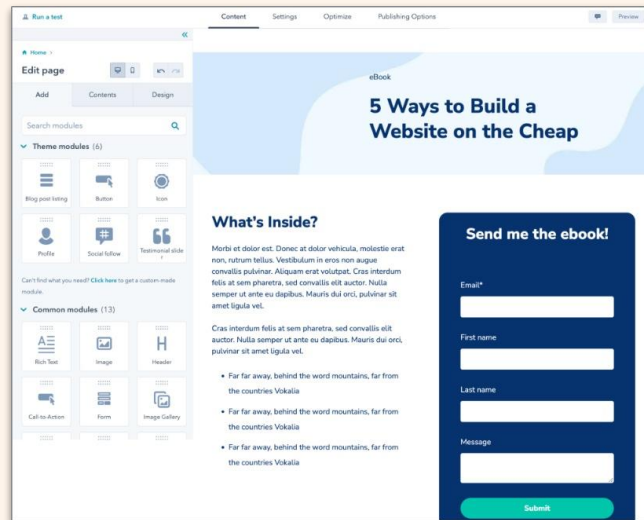 Run a test
Content
Settings
Optimize
Publishing Options
Preview
Home
Edit page
Add
Contents
Design
Search modules
Theme modules (6)
Blog post listing
Button
Icon
Profile
Social follow
Testimonial slide
Can't find what you need? Click here to get a custom made
module.
Common modules (13)
Rich Text
Image
Header
Call-to-Action
Form
Image Gallery
eBook
5 Ways to Build a
Website on the Cheap
What's Inside?
Morbi et dolor est. Donec at dolor vehicula, molestie erat
non, rutrum tellus. Vestibulum in eros non augue
convallis pulvinar. Aliquam erat volutpat. Cras interdum
felis at sem pharetra, sed convallis elit auctor. Nulla
semper ut ante eu dapibus. Mauris dui orci, pulvinar sit
amet ligula vel.
Cras interdum felis at sem pharetra, sed convallis elit
auctor. Nulla semper ut ante eu dapibus. Mauris dui orci,
pulvinar sit amet ligula vel.
• Far far away, behind the word mountains, far from
the countries Vokalia
• Far far away, behind the word mountains, far from
the countries Vokalia
• Far far away, behind the word mountains, far from
the countries Vokalia
Send me the ebook!
Email*
First name
Last name
Message
Submit